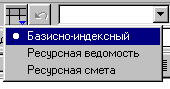 Базисно-индексный
Ресурсная ведомость
Ресурсная смета